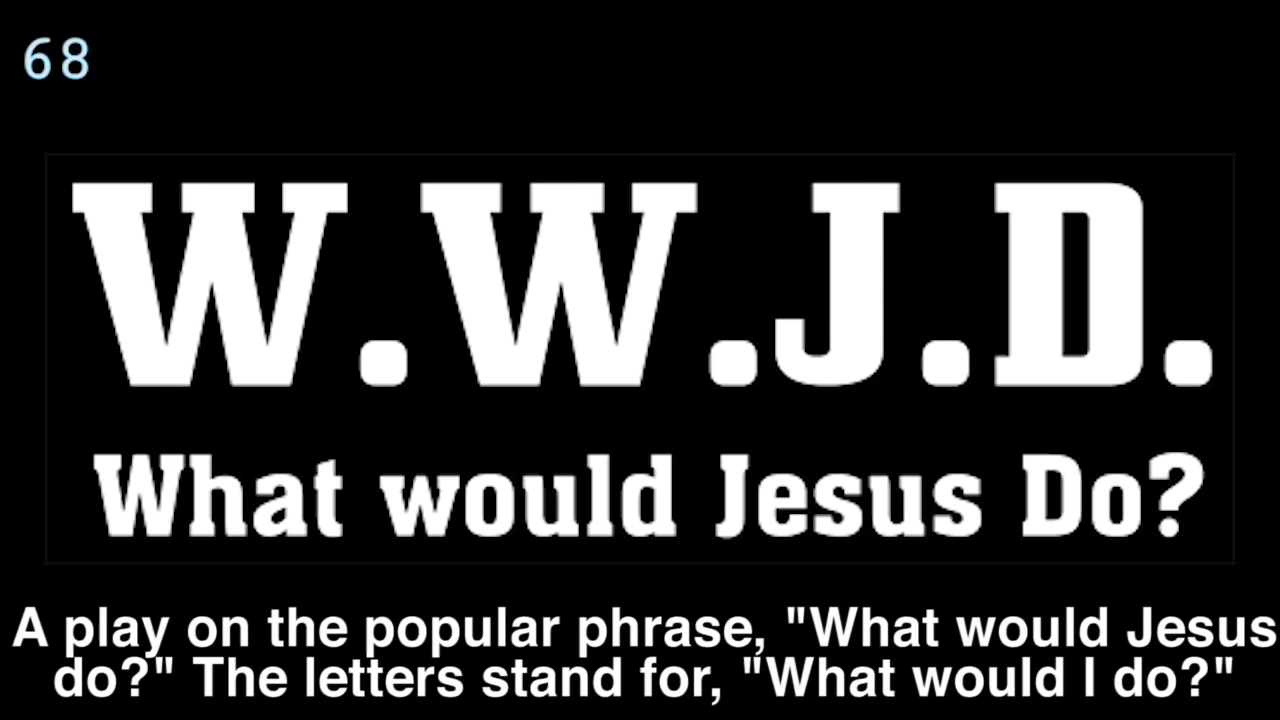 68
W.W.J.D.
What would Jesus Do?
A play on the popular phrase, "What would Jesus
do?" The letters stand for, "What would I do?"